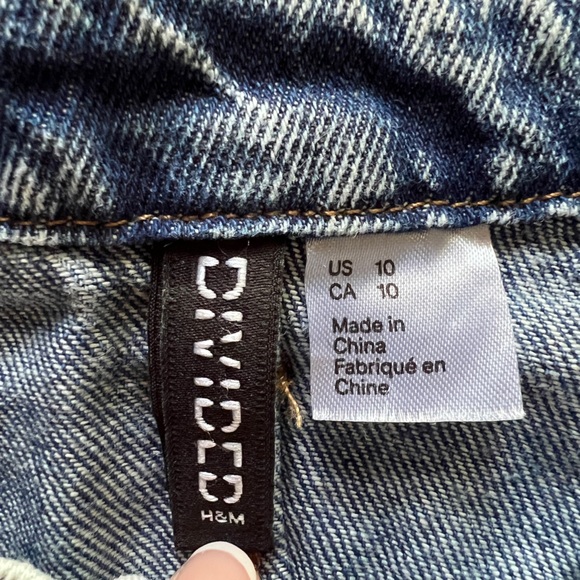 DIVIDED
H&M
US 10
CA 10
Made in
China
Fabriqué en
Chine